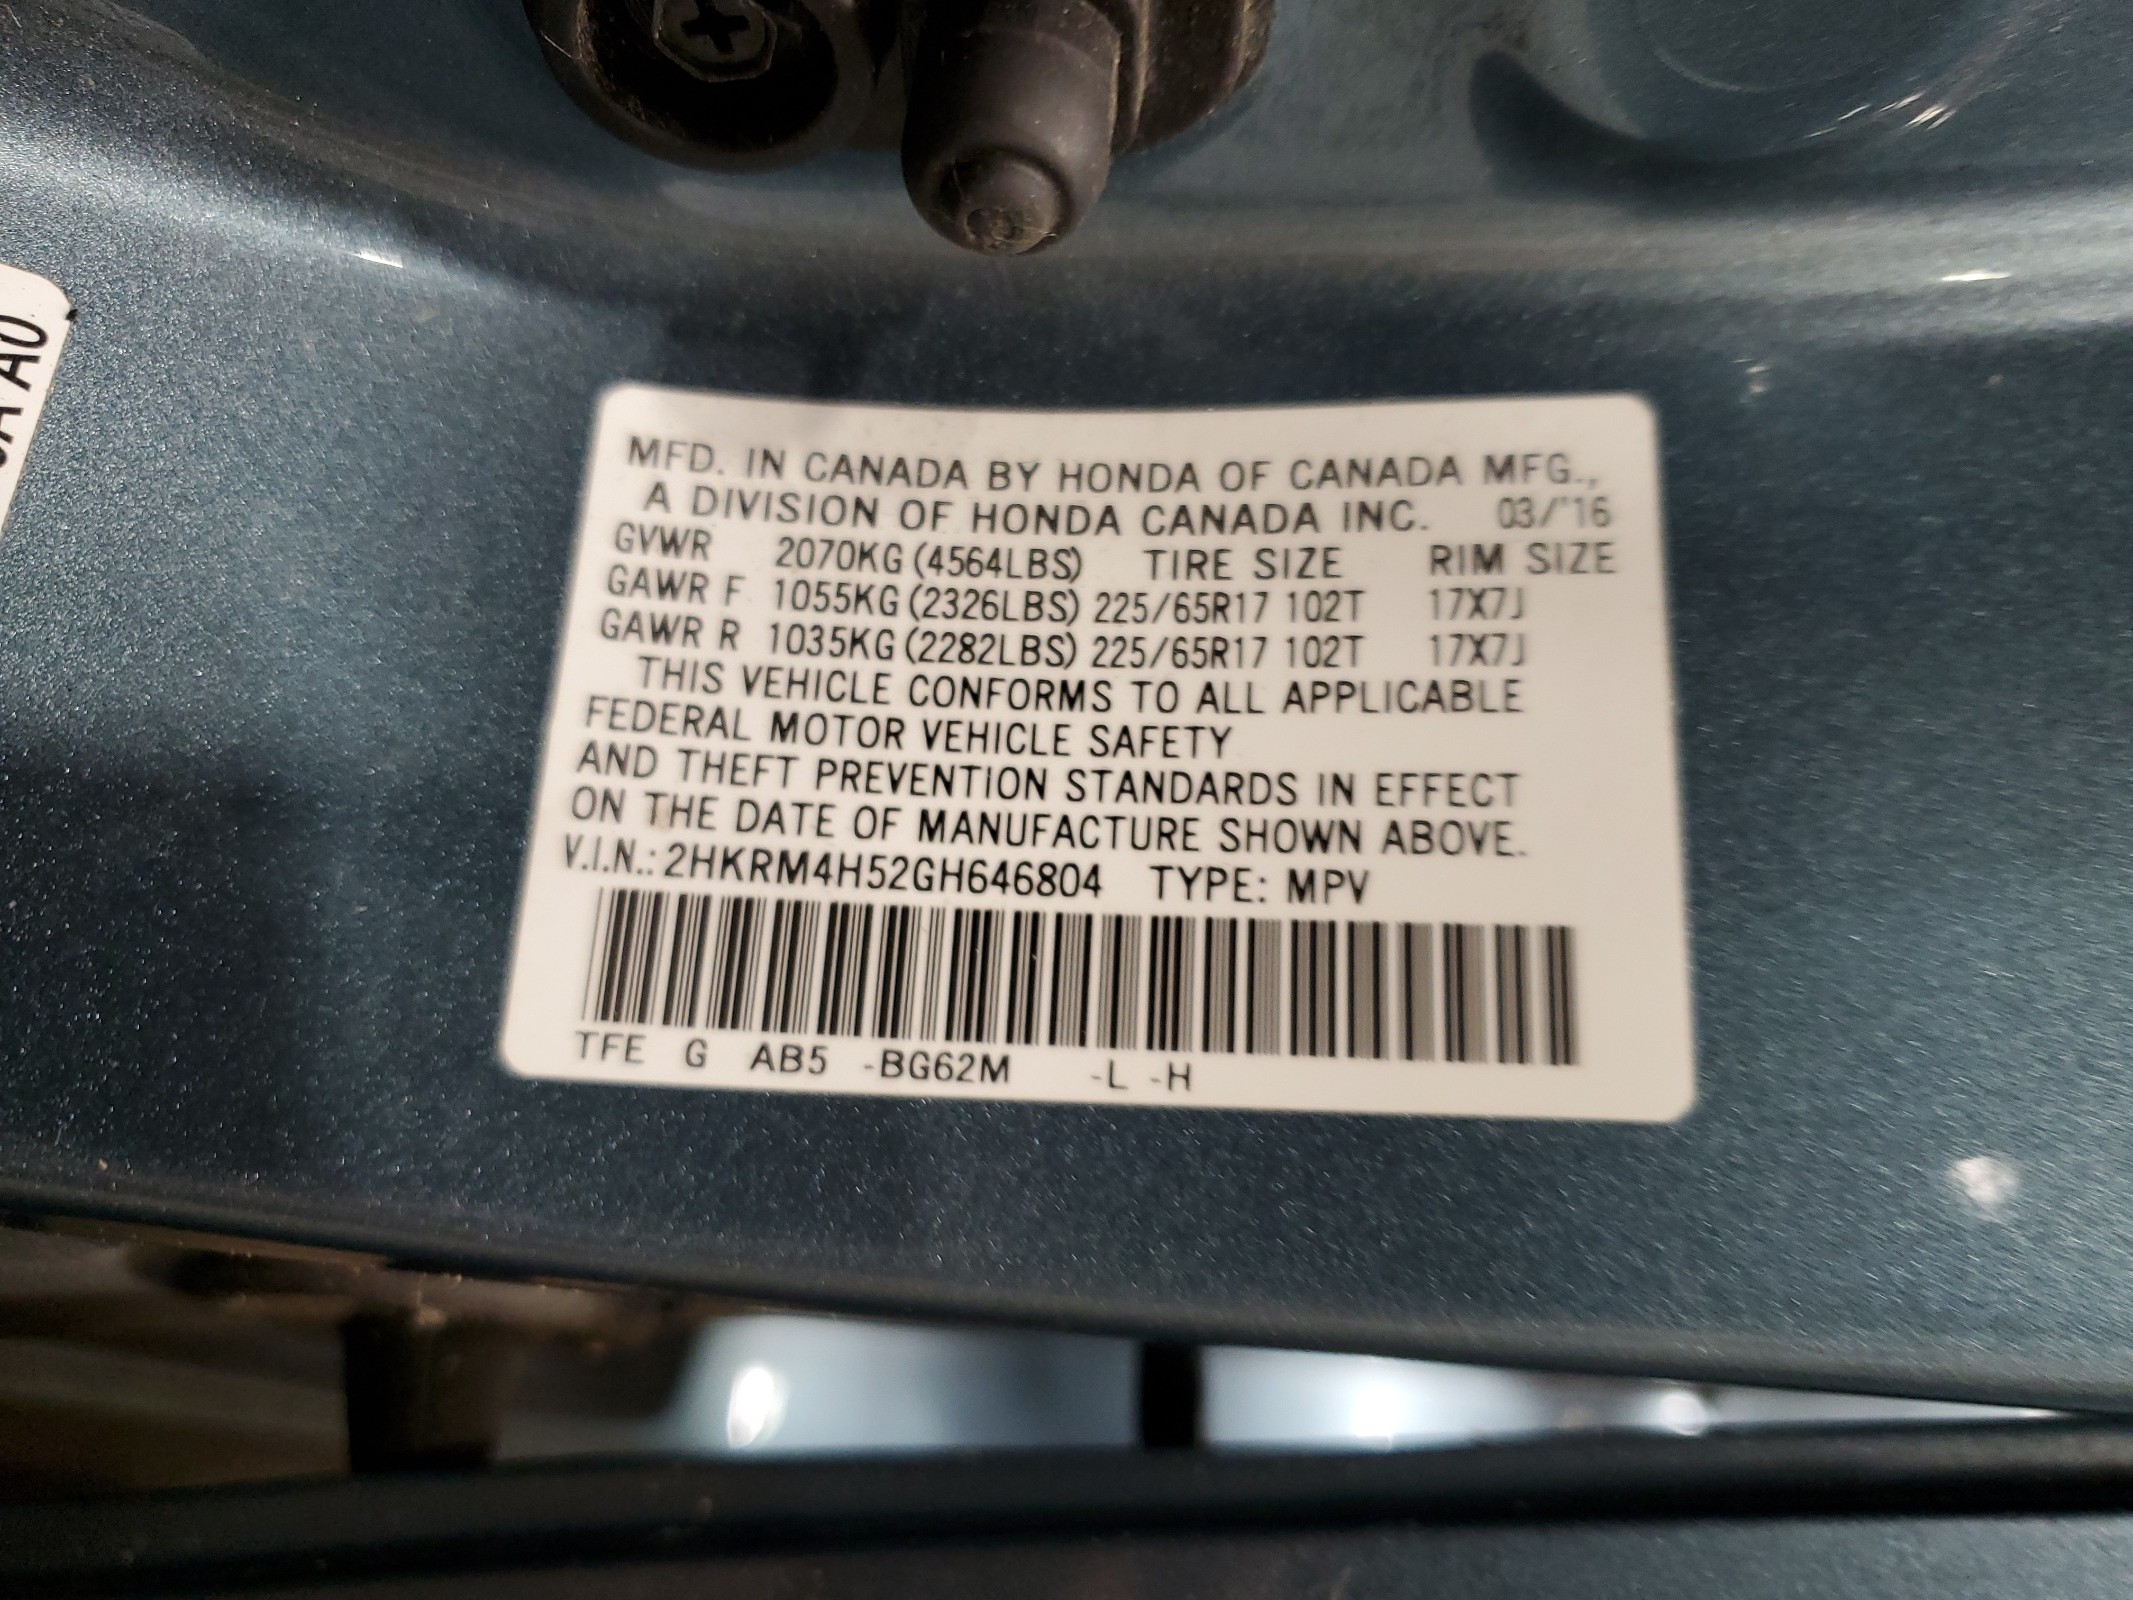 MFD. IN CANADA BY HONDA OF CANADA MFG.,
A DIVISION OF HONDA CANADA INC. 03/'16
GVWR 2070KG (4564LBS) TIRE SIZE RIM SIZE
GAWR F 1055KG (2326LBS) 225/65R17 102T 17X7J
GAWR R 1035KG (2282LBS) 225/65R17 102T 17X7J
THIS VEHICLE CONFORMS TO ALL APPLICABLE
FEDERAL MOTOR VEHICLE SAFETY
AND THEFT PREVENTION STANDARDS IN EFFECT
ON THE DATE OF MANUFACTURE SHOWN ABOVE.
V.I.N.: 2HKRM4H52GH646804 TYPE: MPV
TFE G AB5 -BG62M -L -H
A0